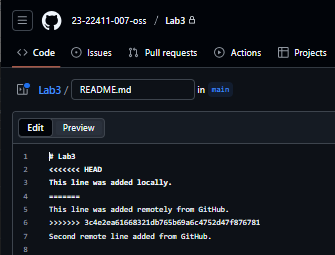 23-22411-007-oss / Lab3
Code Issues Pull requests Actions Projects
Lab3 / README.md in main
Edit Preview
1 # Lab3
2 <<<<<<< HEAD
3 This line was added locally.
4 =======
5 This line was added remotely from GitHub.
6 >>>>>>> 3c4e2ea61668321db765b69a6c4752d47f876781
7 Second remote line added from GitHub.